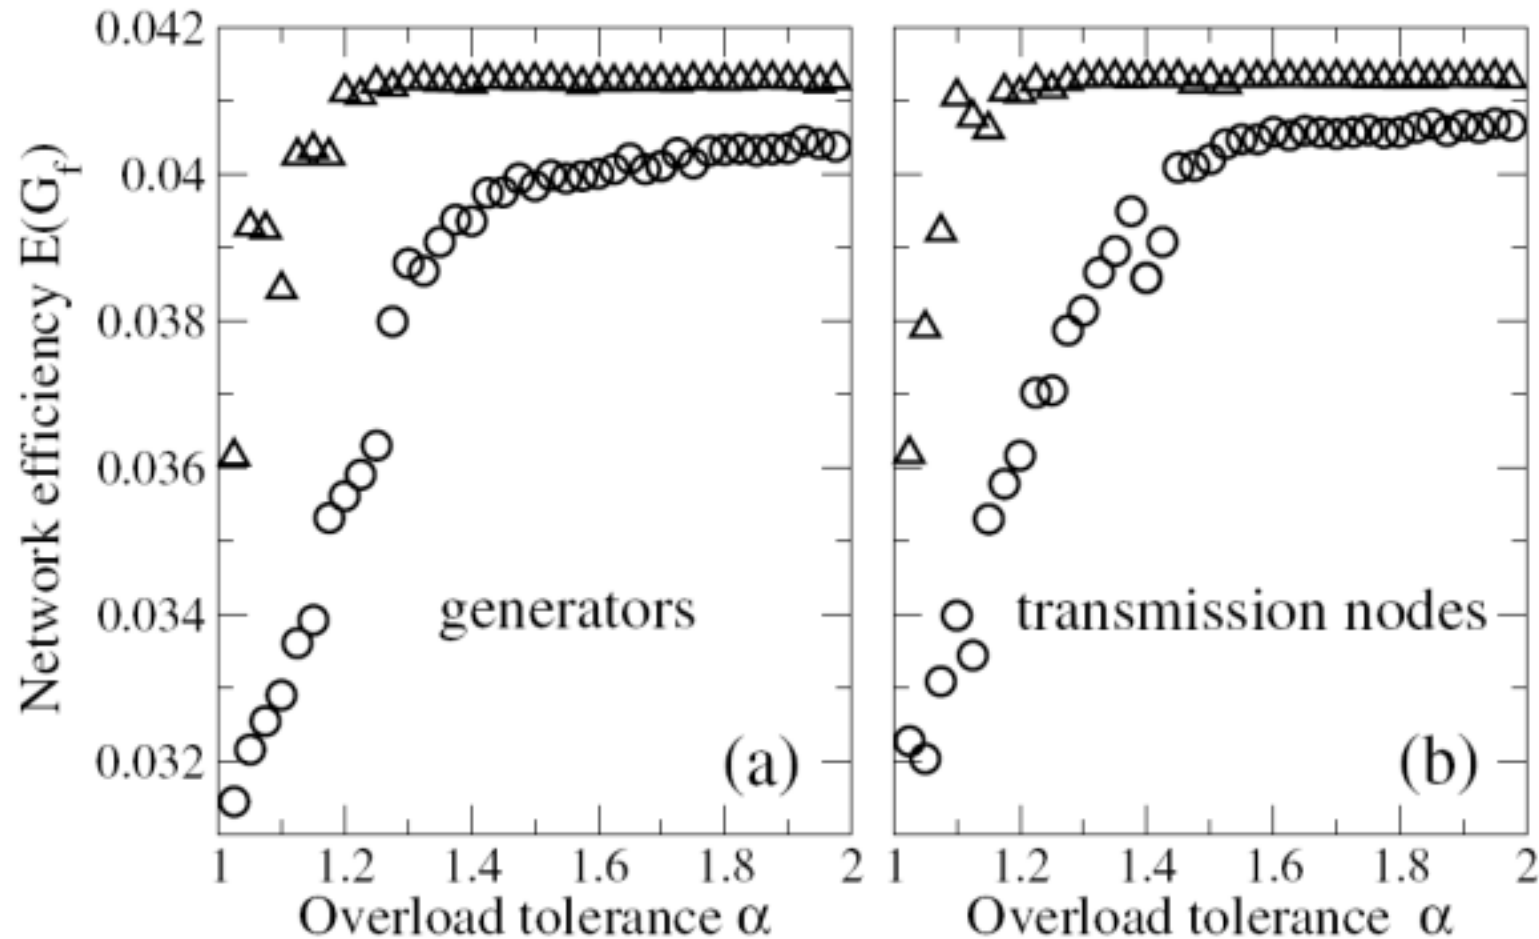 Network efficiency E(G_f)
0.042
0.04
0.038
0.036
0.034
0.032
generators
(a)
1 1.2 1.4 1.6 1.8 2
Overload tolerance α
transmission nodes
(b)
1 1.2 1.4 1.6 1.8 2
Overload tolerance α